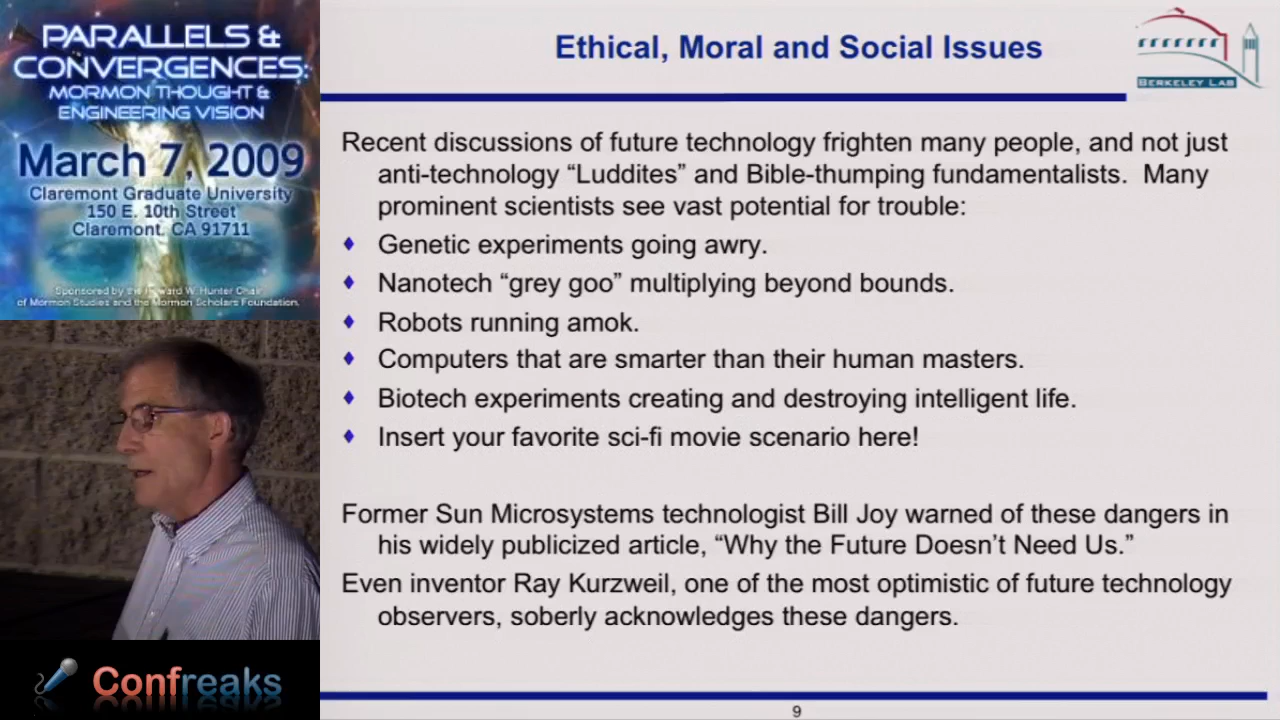 PARALLELS &
CONVERGENCES:
MORMON THOUGHT &
ENGINEERING VISION
March 7, 2009
Claremont Graduate University
150 E. 10th Street
Claremont, CA 91711
Sponsored by the Howard W. Hunter Chair
of Mormon Studies and the Mormon Scholars Foundation.
Confreaks
Ethical, Moral and Social Issues
BERKELEY LAB
Recent discussions of future technology frighten many people, and not just
anti-technology “Luddites” and Bible-thumping fundamentalists. Many
prominent scientists see vast potential for trouble:
♦ Genetic experiments going awry.
♦ Nanotech “grey goo” multiplying beyond bounds.
♦ Robots running amok.
♦ Computers that are smarter than their human masters.
♦ Biotech experiments creating and destroying intelligent life.
♦ Insert your favorite sci-fi movie scenario here!
Former Sun Microsystems technologist Bill Joy warned of these dangers in
his widely publicized article, “Why the Future Doesn’t Need Us.”
Even inventor Ray Kurzweil, one of the most optimistic of future technology
observers, soberly acknowledges these dangers.
9